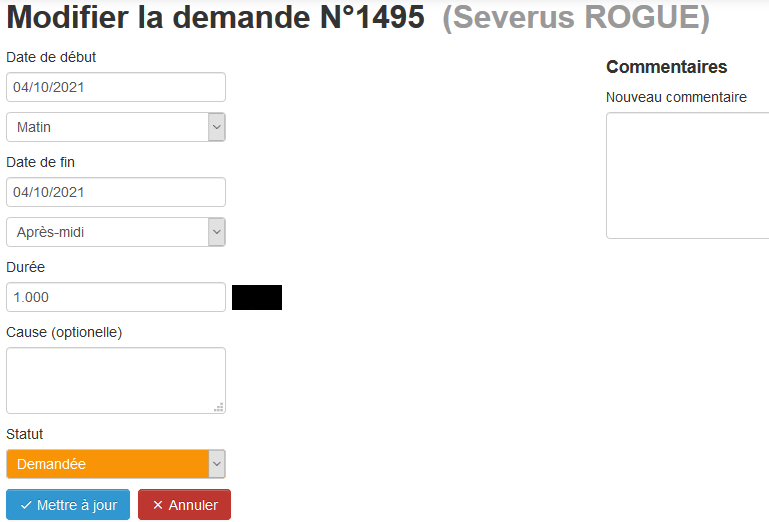 Modifier la demande N°1495 (Severus ROGUE)
Date de début
04/10/2021
Matin
Date de fin
04/10/2021
Après-midi
Durée
1.000
Cause (optionelle)
Statut
Demandée
Mettre à jour
Annuler
Commentaires
Nouveau commentaire